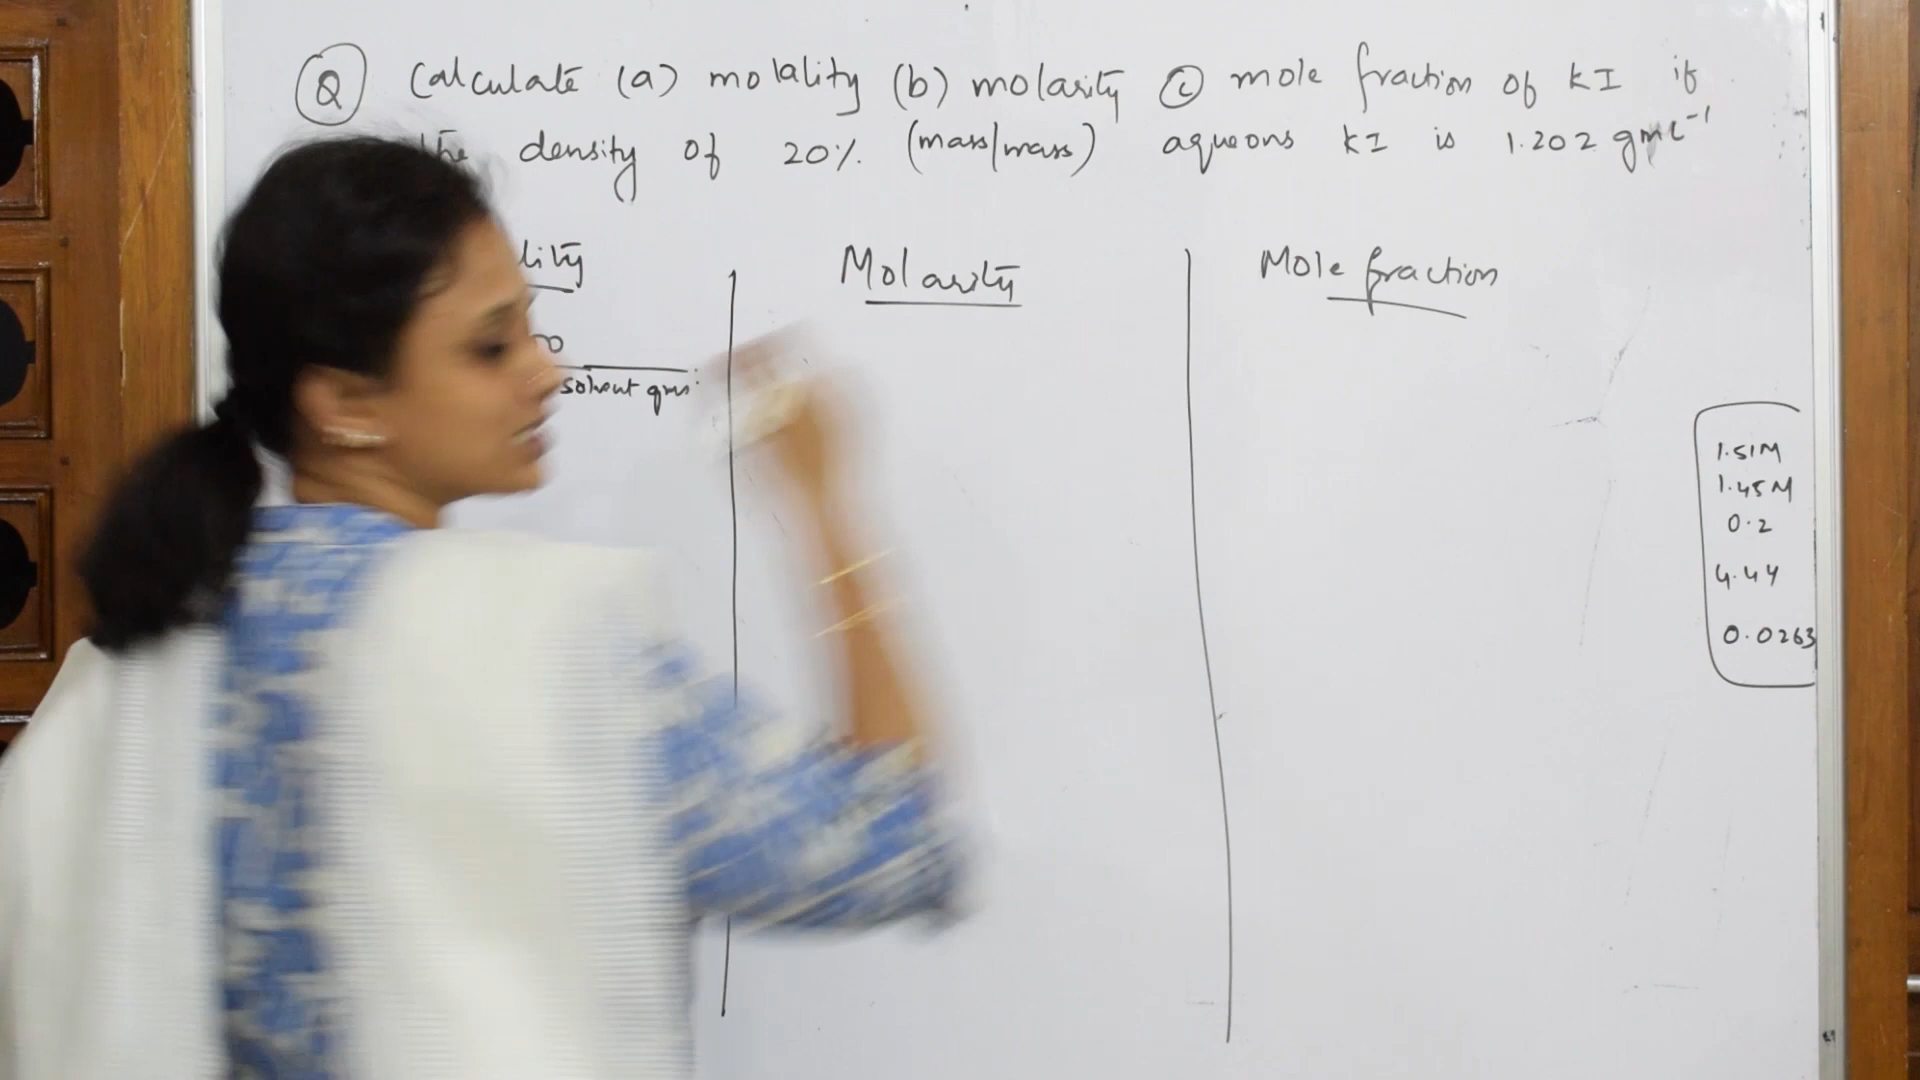 Q Calculate (a) molality (b) molarity (c) mole fraction of KI if
the density of 20% (mass/mass) aqueous KI is 1.202 gmL-1
lity
Molarity
Mole fraction
solvent gms.
1.51M
1.45M
0.2
4.44
0.0263